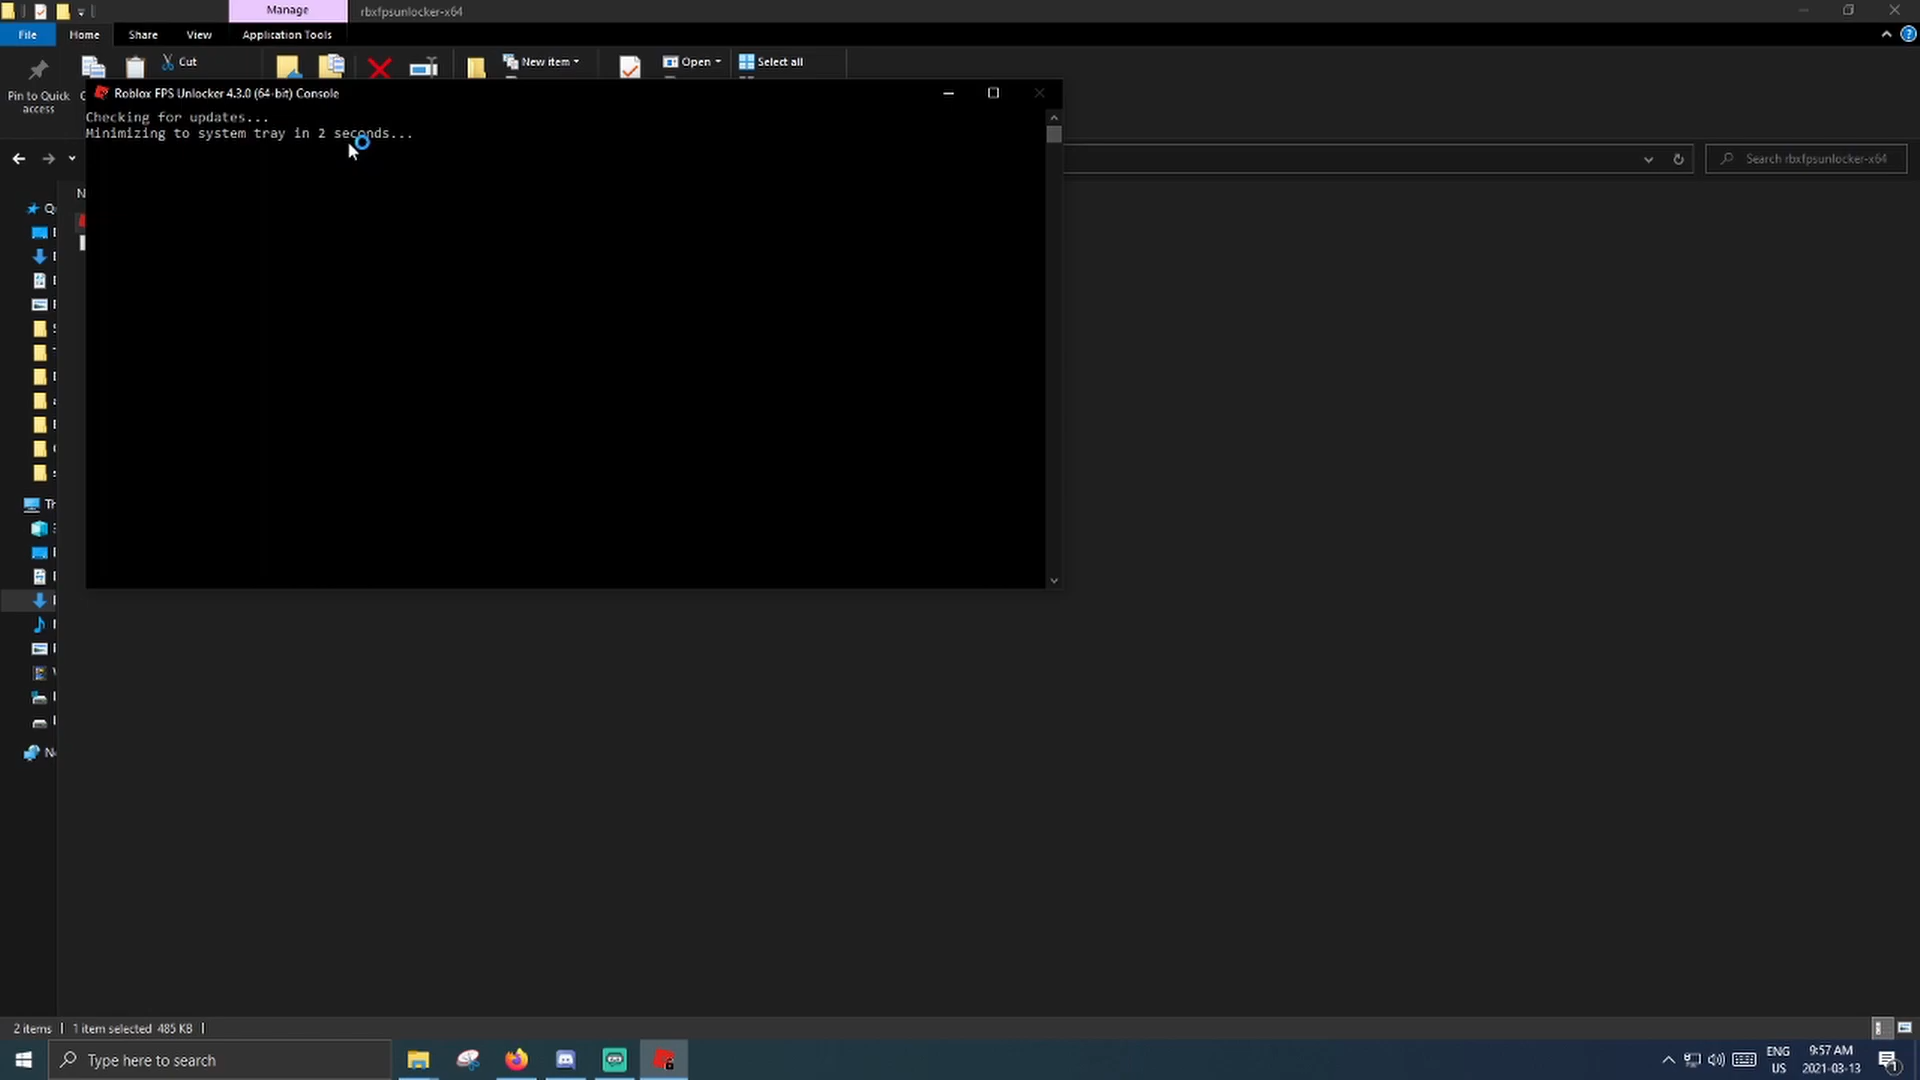 Manage
rbxfpsunlocker-x64
File
Home
Share
View
Application Tools
Cut
New item
Open
Select all
Pin to Quick
access
Roblox FPS Unlocker 4.3.0 (64-bit) Console
Checking for updates...
Minimizing to system tray in 2 seconds...
Search rbxfpsunlocker-x64
2 items
1 item selected 485 KB
Type here to search
ENG
US
9:57 AM
2021-03-13
1